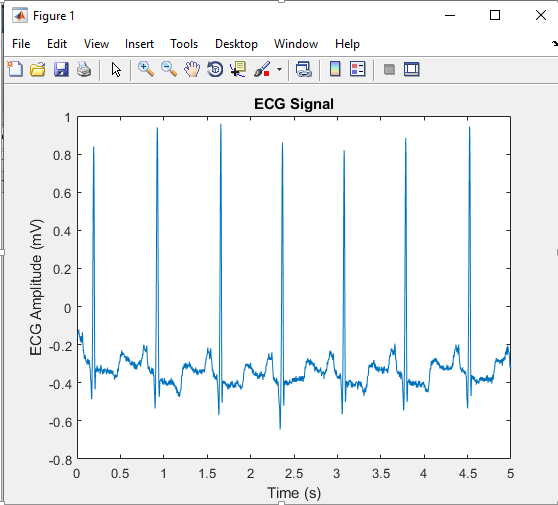 Figure 1
File Edit View Insert Tools Desktop Window Help
ECG Signal
1
0.8
0.6
0.4
0.2
0
-0.2
-0.4
-0.6
-0.8
ECG Amplitude (mV)
0 0.5 1 1.5 2 2.5 3 3.5 4 4.5 5
Time (s)